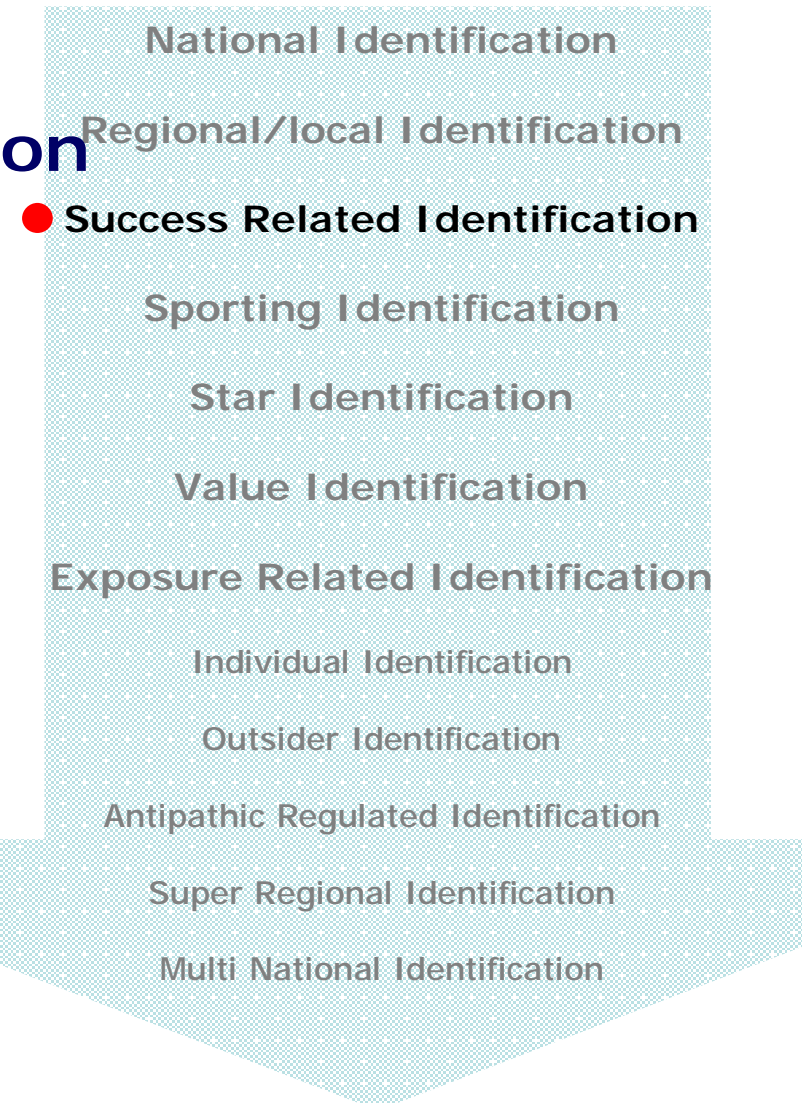 National Identification
Regional/local Identification
on
Success Related Identification
Sporting Identification
Star Identification
Value Identification
Exposure Related Identification
Individual Identification
Outsider Identification
Antipathic Regulated Identification
Super Regional Identification
Multi National Identification